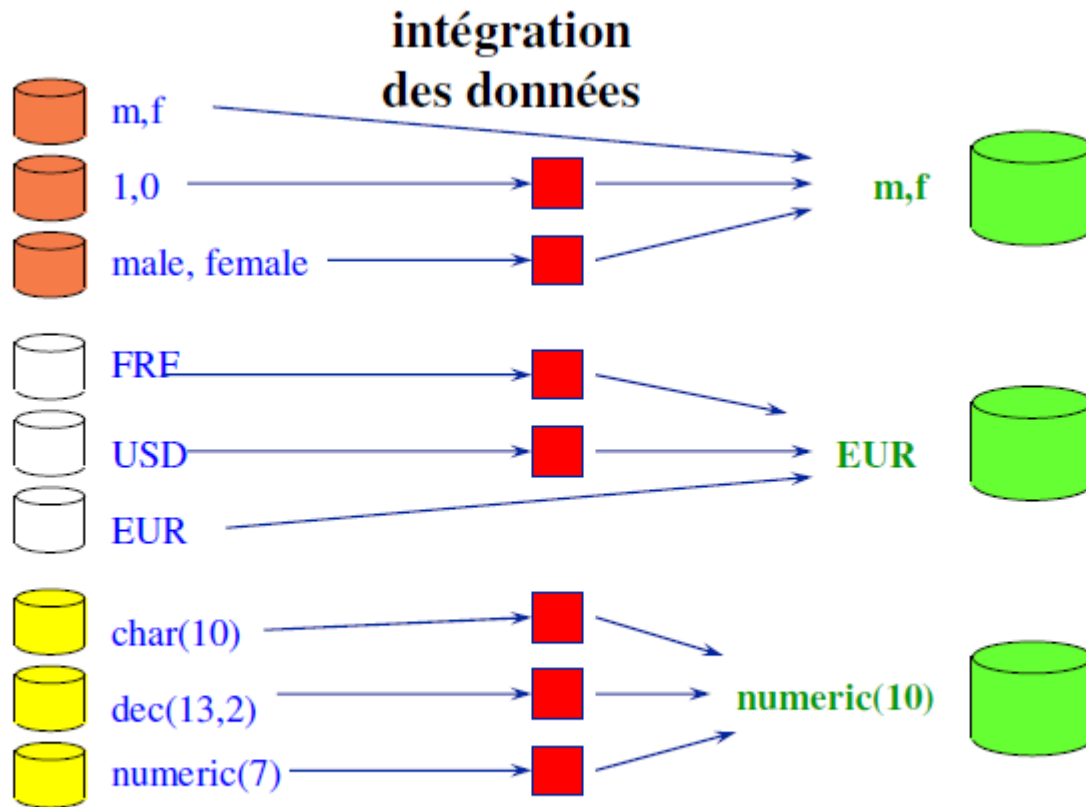 intégration
des données
m,f
1,0
male, female
m,f
FRF
USD
EUR
EUR
char(10)
dec(13,2)
numeric(7)
numeric(10)